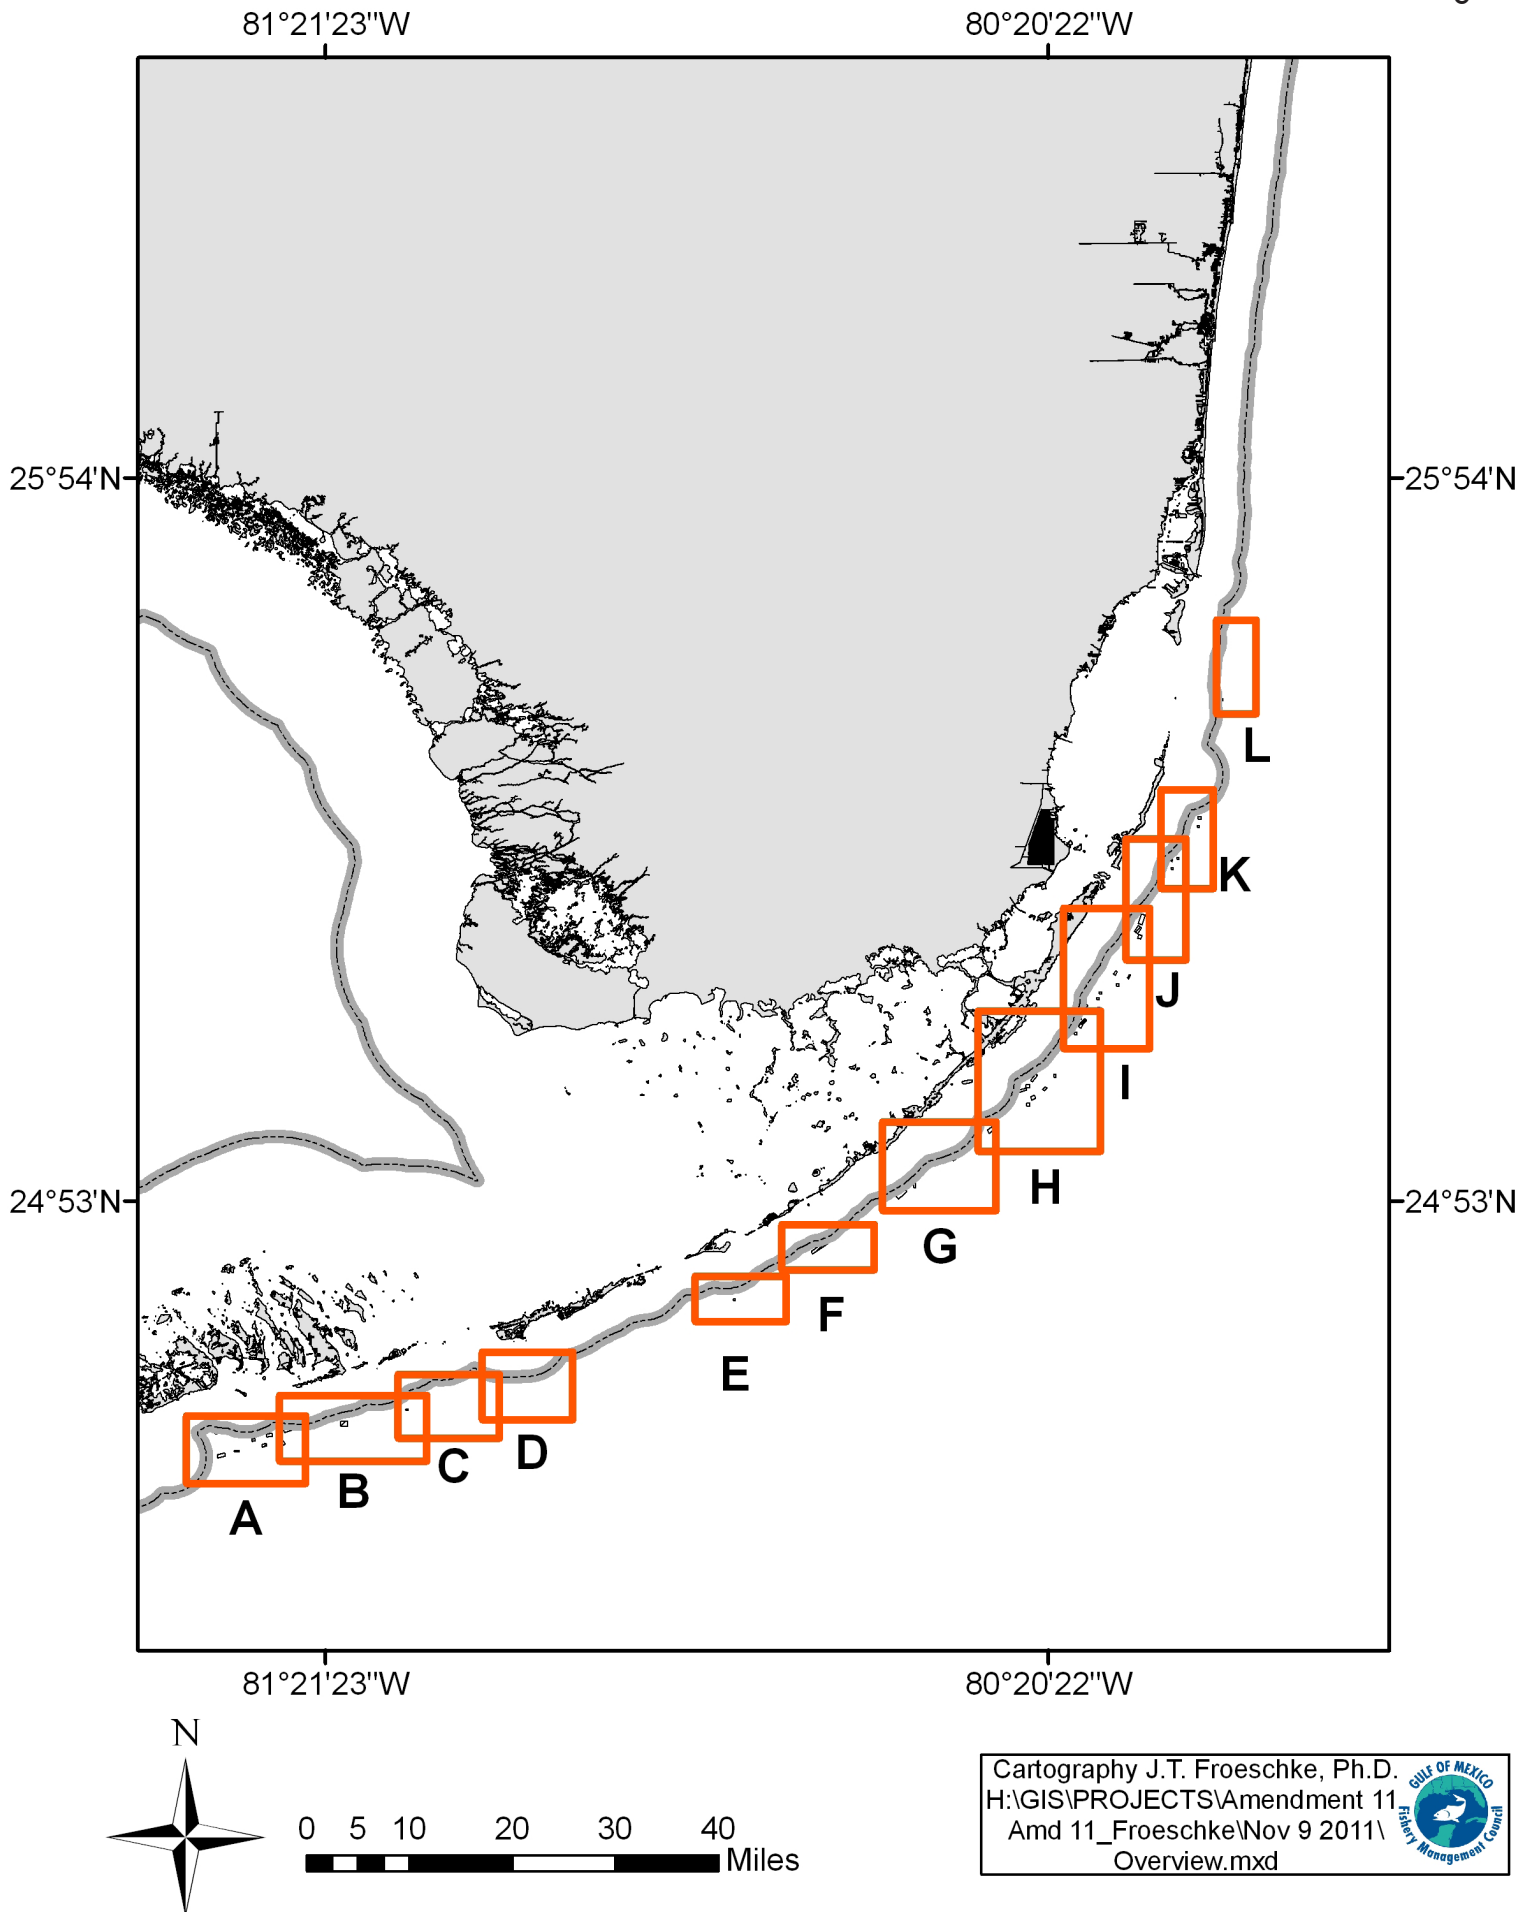 81°21'23"W 80°20'22"W
25°54'N 25°54'N
L
K
J
I
H
24°53'N 24°53'N
G
F
E
D
C
B
A
81°21'23"W 80°20'22"W
N
0 5 10 20 30 40
Miles
Cartography J.T. Froeschke, Ph.D.
H:\GIS\PROJECTS\Amendment 11
Amd 11_Froeschke\Nov 9 2011\
Overview.mxd
GULF OF MEXICO
Fishery Management Council